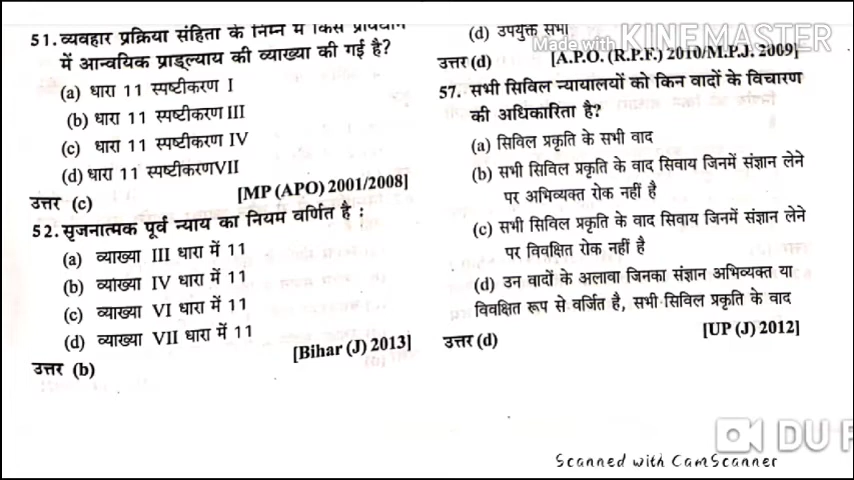 51. व्यवहार प्रक्रिया संहिता के निम्न में किस प्रावधान
में आन्वयिक प्राङ्न्याय की व्याख्या की गई है?
(a) धारा 11 स्पष्टीकरण I
(b) धारा 11 स्पष्टीकरण III
(c) धारा 11 स्पष्टीकरण IV
(d) धारा 11 स्पष्टीकरण VII
उत्तर (c)
[MP (APO) 2001/2008]
52. सृजनात्मक पूर्व न्याय का नियम वर्णित है :
(a) व्याख्या III धारा में 11
(b) व्याख्या IV धारा में 11
(c) व्याख्या VI धारा में 11
(d) व्याख्या VII धारा में 11
[Bihar (J) 2013]
उत्तर (b)
(d) उपयुक्त सभी
Made with KINEMASTER
उत्तर (d) [A.P.O. (R.P.F.) 2010/M.P.J. 2009]
57. सभी सिविल न्यायालयों को किन वादों के विचारण
की अधिकारिता है?
(a) सिविल प्रकृति के सभी वाद
(b) सभी सिविल प्रकृति के वाद सिवाय जिनमें संज्ञान लेने
पर अभिव्यक्त रोक नहीं है
(c) सभी सिविल प्रकृति के वाद सिवाय जिनमें संज्ञान लेने
पर विवक्षित रोक नहीं है
(d) उन वादों के अलावा जिनका संज्ञान अभिव्यक्त या
विवक्षित रूप से वर्जित है, सभी सिविल प्रकृति के वाद
उत्तर (d) [UP (J) 2012]
DU
Scanned with CamScanner